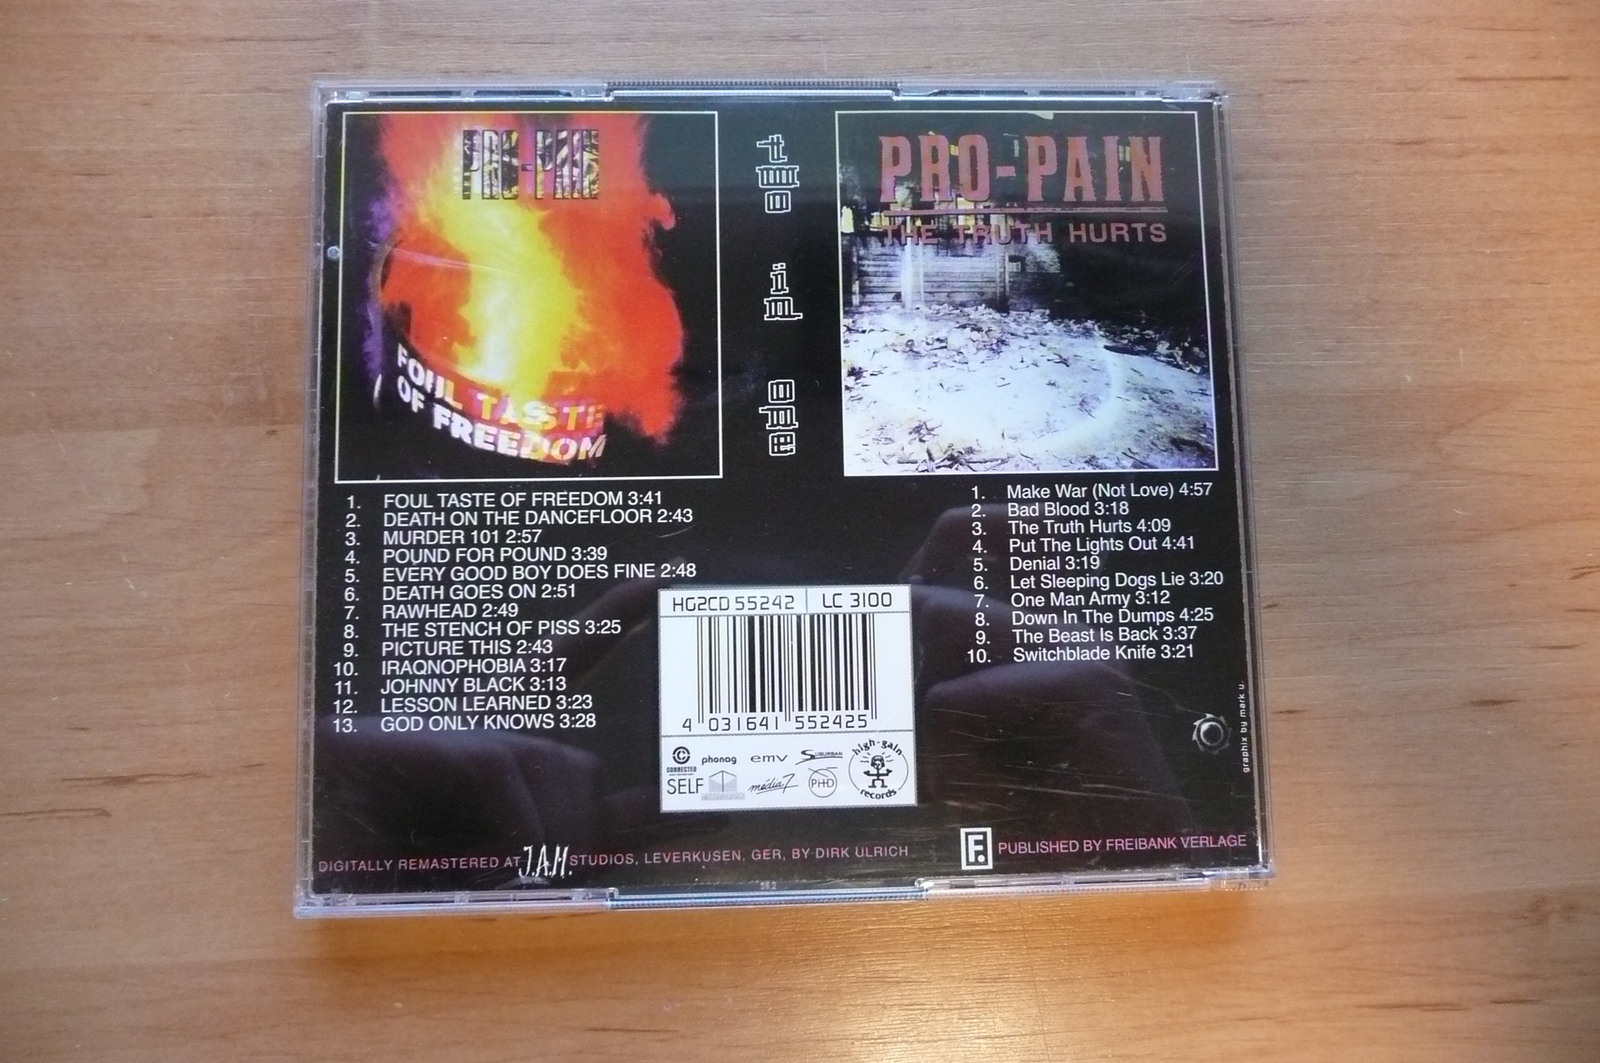 PRO-PAIN
FOUL TASTE
OF FREEDOM
two in one
PRO-PAIN
THE TRUTH HURTS
1. FOUL TASTE OF FREEDOM 3:41
2. DEATH ON THE DANCEFLOOR 2:43
3. MURDER 101 2:57
4. POUND FOR POUND 3:39
5. EVERY GOOD BOY DOES FINE 2:48
6. DEATH GOES ON 2:51
7. RAWHEAD 2:49
8. THE STENCH OF PISS 3:25
9. PICTURE THIS 2:43
10. IRAQNOPHOBIA 3:17
11. JOHNNY BLACK 3:13
12. LESSON LEARNED 3:23
13. GOD ONLY KNOWS 3:28
1. Make War (Not Love) 4:57
2. Bad Blood 3:18
3. The Truth Hurts 4:09
4. Put The Lights Out 4:41
5. Denial 3:19
6. Let Sleeping Dogs Lie 3:20
7. One Man Army 3:12
8. Down In The Dumps 4:25
9. The Beast Is Back 3:37
10. Switchblade Knife 3:21
HG2CD 55242 LC 3100
4 031641 552425
CONNECTED phonag emv SUBURBAN
SELF média7 PHD
high-gain records
graphix by mark u.
DIGITALLY REMASTERED AT J.A.M. STUDIOS, LEVERKUSEN, GER, BY DIRK ULRICH
F. PUBLISHED BY FREIBANK VERLAGE